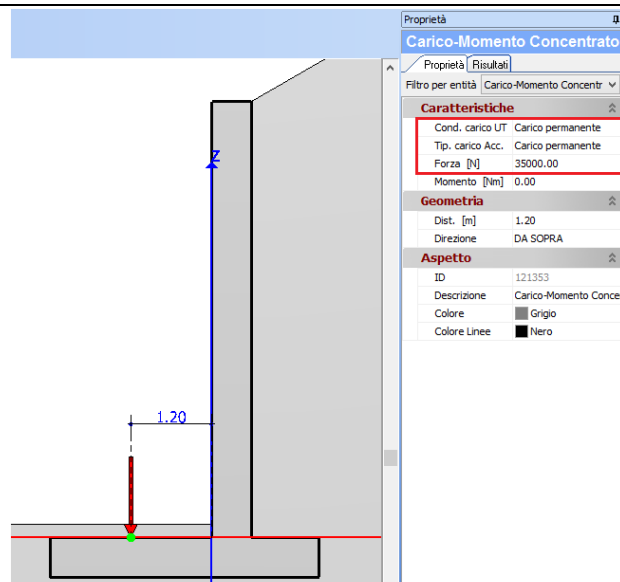 Proprietà
Carico-Momento Concentrato
Proprietà Risultati
Filtro per entità Carico-Momento Concentr
Caratteristiche
Cond. carico UT Carico permanente
Tip. carico Acc. Carico permanente
Forza [N] 35000.00
Momento [Nm] 0.00
Geometria
Dist. [m] 1.20
Direzione DA SOPRA
Aspetto
ID 121353
Descrizione Carico-Momento Conce
Colore Grigio
Colore Linee Nero
Z
1.20